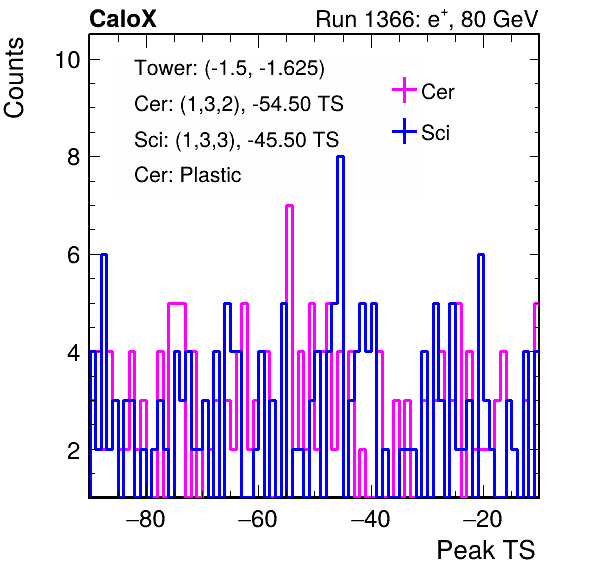 CaloX Run 1366: e⁺, 80 GeV
Counts
Tower: (-1.5, -1.625)
Cer: (1,3,2), -54.50 TS
Sci: (1,3,3), -45.50 TS
Cer: Plastic
Cer
Sci
10
8
6
4
2
−80 −60 −40 −20
Peak TS